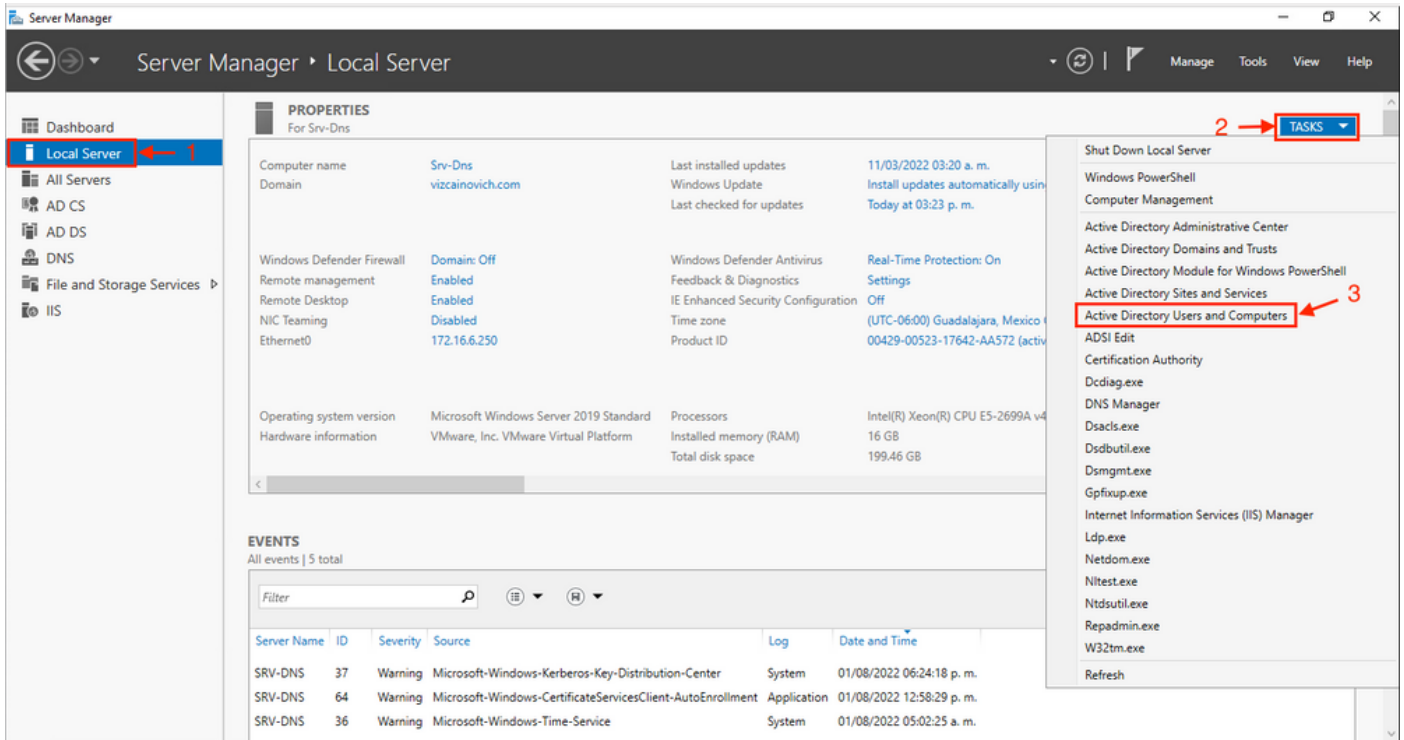 Server Manager
Server Manager ‣ Local Server
Manage Tools View Help
Dashboard
Local Server
1
All Servers
AD CS
AD DS
DNS
File and Storage Services
IIS
PROPERTIES
For Srv-Dns
2
TASKS
Computer name Srv-Dns Last installed updates 11/03/2022 03:20 a. m.
Domain vizcainovich.com Windows Update Install updates automatically usin
Last checked for updates Today at 03:23 p. m.
Windows Defender Firewall Domain: Off Windows Defender Antivirus Real-Time Protection: On
Remote management Enabled Feedback & Diagnostics Settings
Remote Desktop Enabled IE Enhanced Security Configuration Off
NIC Teaming Disabled Time zone (UTC-06:00) Guadalajara, Mexico
Ethernet0 172.16.6.250 Product ID 00429-00523-17642-AA572 (activ
Operating system version Microsoft Windows Server 2019 Standard Processors Intel(R) Xeon(R) CPU E5-2699A v4
Hardware information VMware, Inc. VMware Virtual Platform Installed memory (RAM) 16 GB
Total disk space 199.46 GB
Shut Down Local Server
Windows PowerShell
Computer Management
Active Directory Administrative Center
Active Directory Domains and Trusts
Active Directory Module for Windows PowerShell
Active Directory Sites and Services
3
Active Directory Users and Computers
ADSI Edit
Certification Authority
Dcdiag.exe
DNS Manager
Dsacls.exe
Dsdbutil.exe
Dsmgmt.exe
Gpfixup.exe
Internet Information Services (IIS) Manager
Ldp.exe
Netdom.exe
Nltest.exe
Ntdsutil.exe
Repadmin.exe
W32tm.exe
Refresh
EVENTS
All events | 5 total
Filter
Server Name ID Severity Source Log Date and Time
SRV-DNS 37 Warning Microsoft-Windows-Kerberos-Key-Distribution-Center System 01/08/2022 06:24:18 p. m.
SRV-DNS 64 Warning Microsoft-Windows-CertificateServicesClient-AutoEnrollment Application 01/08/2022 12:58:29 p. m.
SRV-DNS 36 Warning Microsoft-Windows-Time-Service System 01/08/2022 05:02:25 a. m.